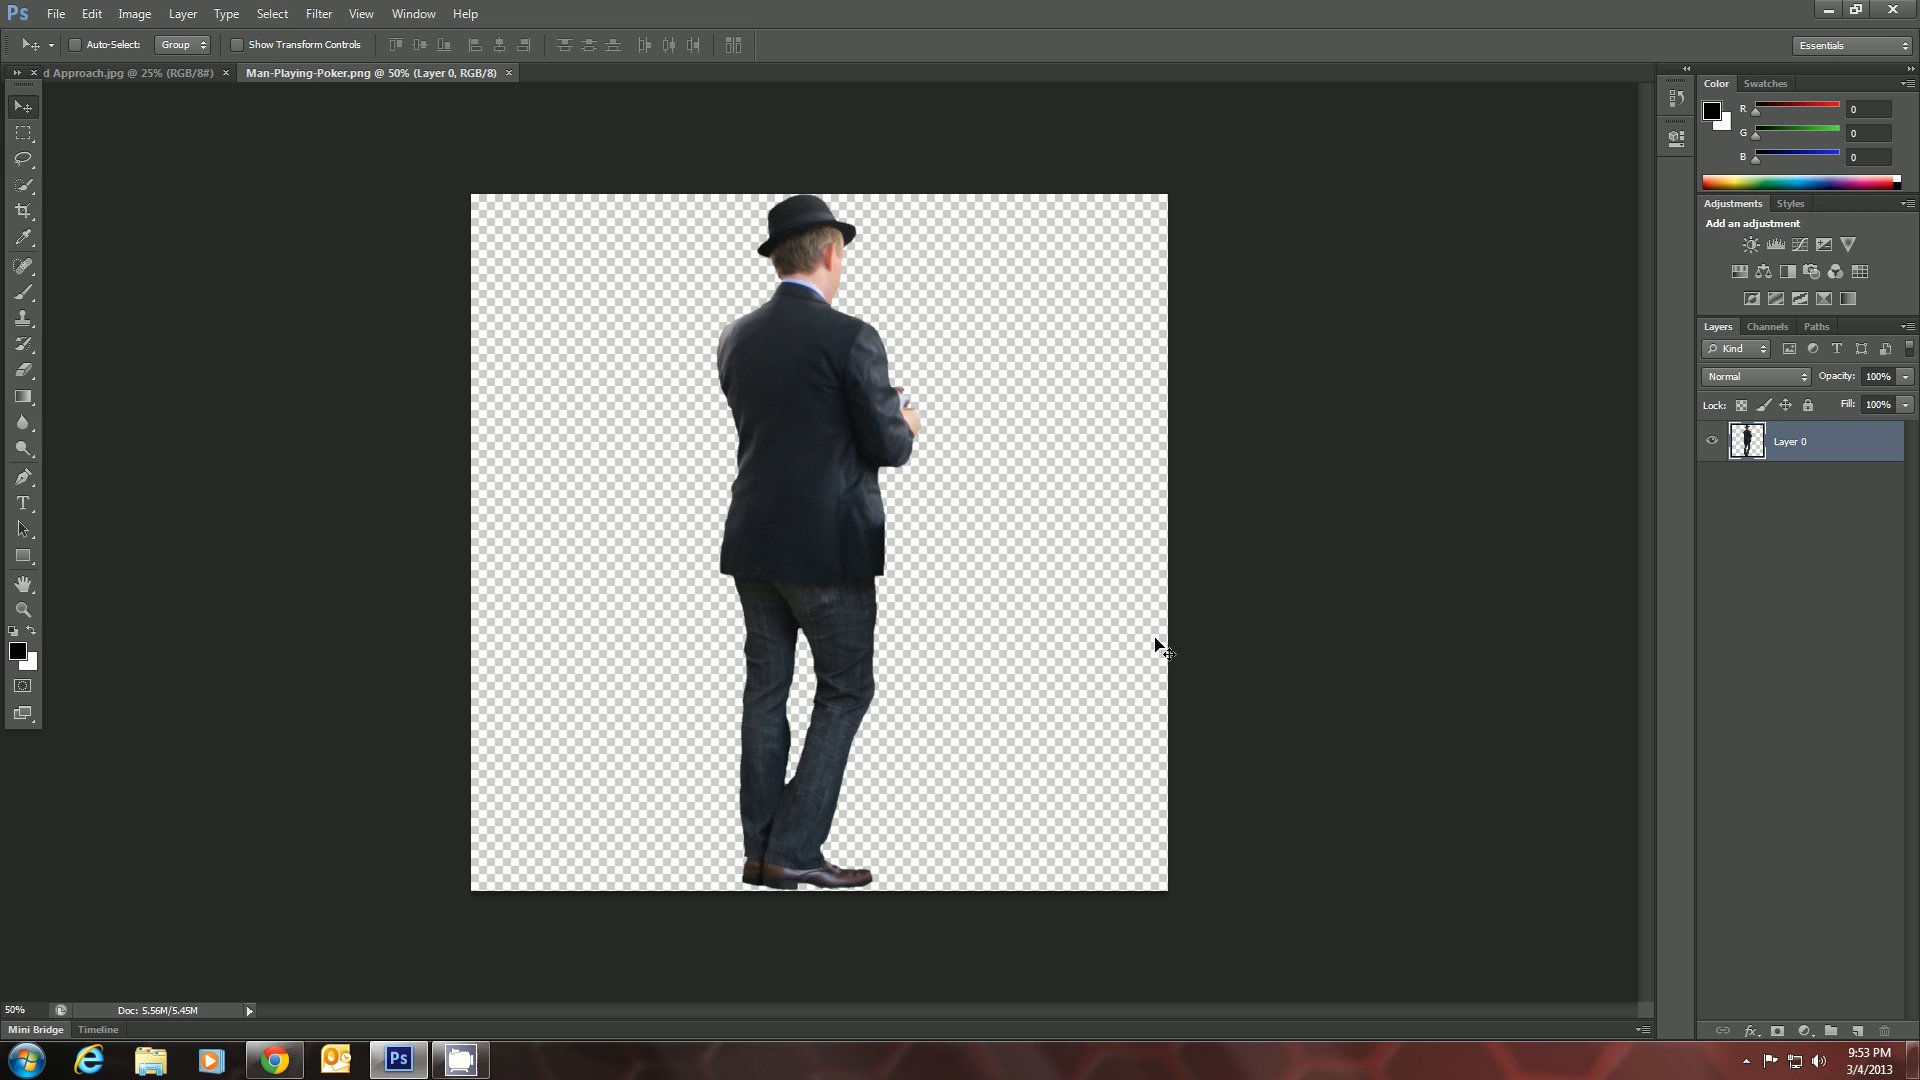 Ps File Edit Image Layer Type Select Filter View Window Help
Auto-Select: Group Show Transform Controls Essentials
d Approach.jpg @ 25% (RGB/8#) × Man-Playing-Poker.png @ 50% (Layer 0, RGB/8) ×
Color Swatches
R 0
G 0
B 0
Adjustments Styles
Add an adjustment
Layers Channels Paths
Kind
Normal Opacity: 100%
Lock: Fill: 100%
Layer 0
50% Doc: 5.56M/5.45M
Mini Bridge Timeline
Ps
9:53 PM
3/4/2013